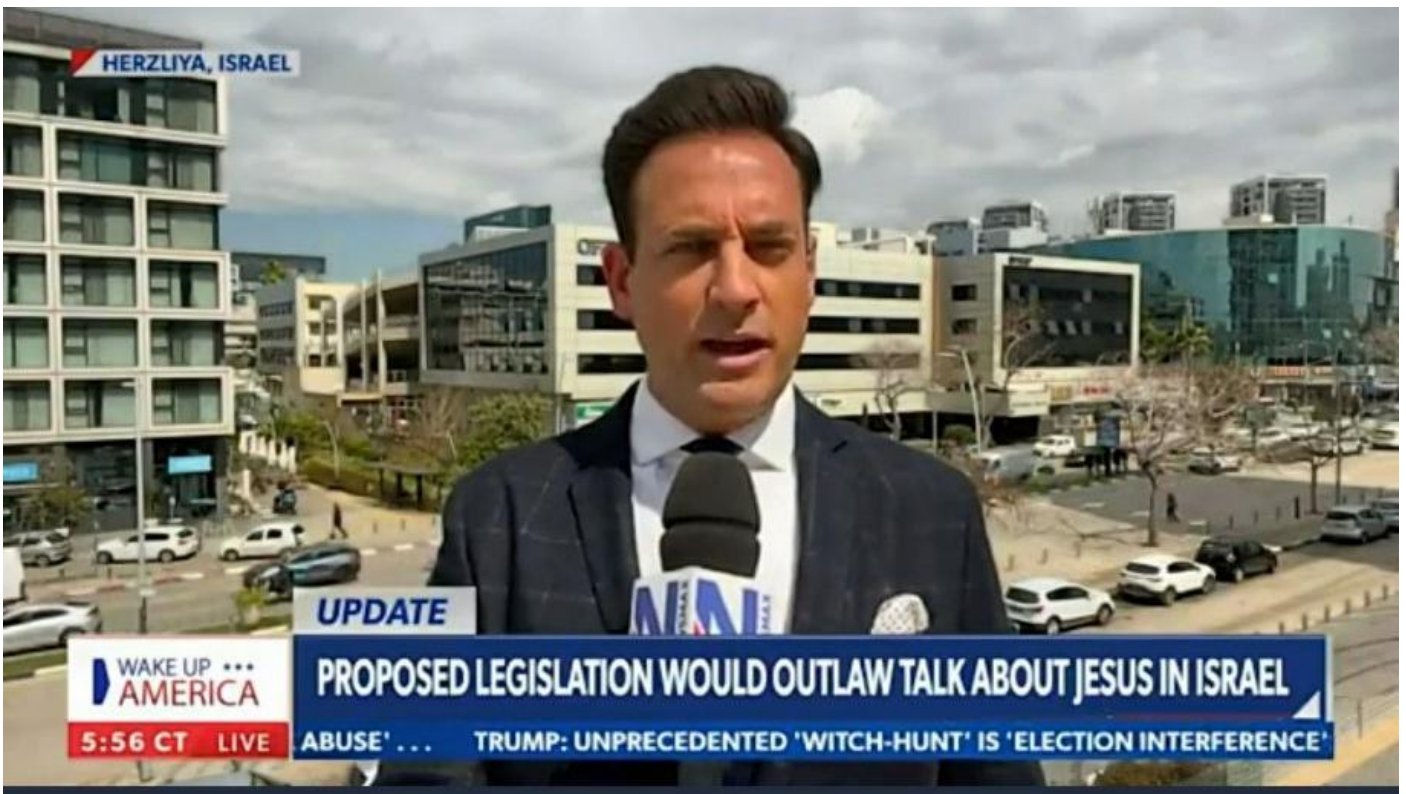 HERZLIYA, ISRAEL
UPDATE
WAKE UP
AMERICA
PROPOSED LEGISLATION WOULD OUTLAW TALK ABOUT JESUS IN ISRAEL
5:56 CT LIVE
ABUSE' . . . TRUMP: UNPRECEDENTED 'WITCH-HUNT' IS 'ELECTION INTERFERENCE'